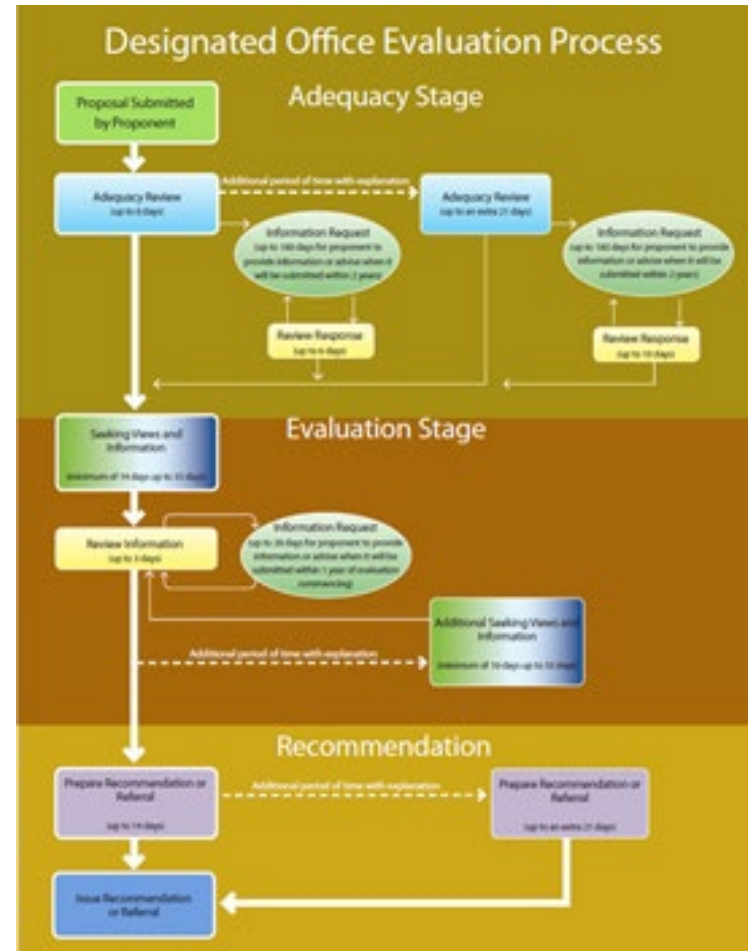 Designated Office Evaluation Process
Adequacy Stage
Proposal Submitted
by Proponent
Additional period of time with explanation
Adequacy Review
(up to 6 days)
Adequacy Review
(up to an extra 21 days)
Information Request
(up to 180 days for proponent to
provide information or advise when it
will be submitted within 2 years)
Information Request
(up to 180 days for proponent to provide
information or advise when it will be
submitted within 2 years)
Review Response
(up to 6 days)
Review Response
(up to 10 days)
Evaluation Stage
Seeking Views and
Information
(minimum of days up to 35 days)
Review Information
(up to 3 days)
Information Request
(up to 28 days for proponent to provide
information or advise when it will be
submitted within 1 year of evaluation
commencing)
Additional Seeking Views and
Information
(minimum of 10 days up to days)
Additional period of time with explanation
Recommendation
Prepare Recommendation or
Referral
(up to 14 days)
Additional period of time with explanation
Prepare Recommendation or
Referral
(up to an extra 21 days)
Issue Recommendation
or Referral